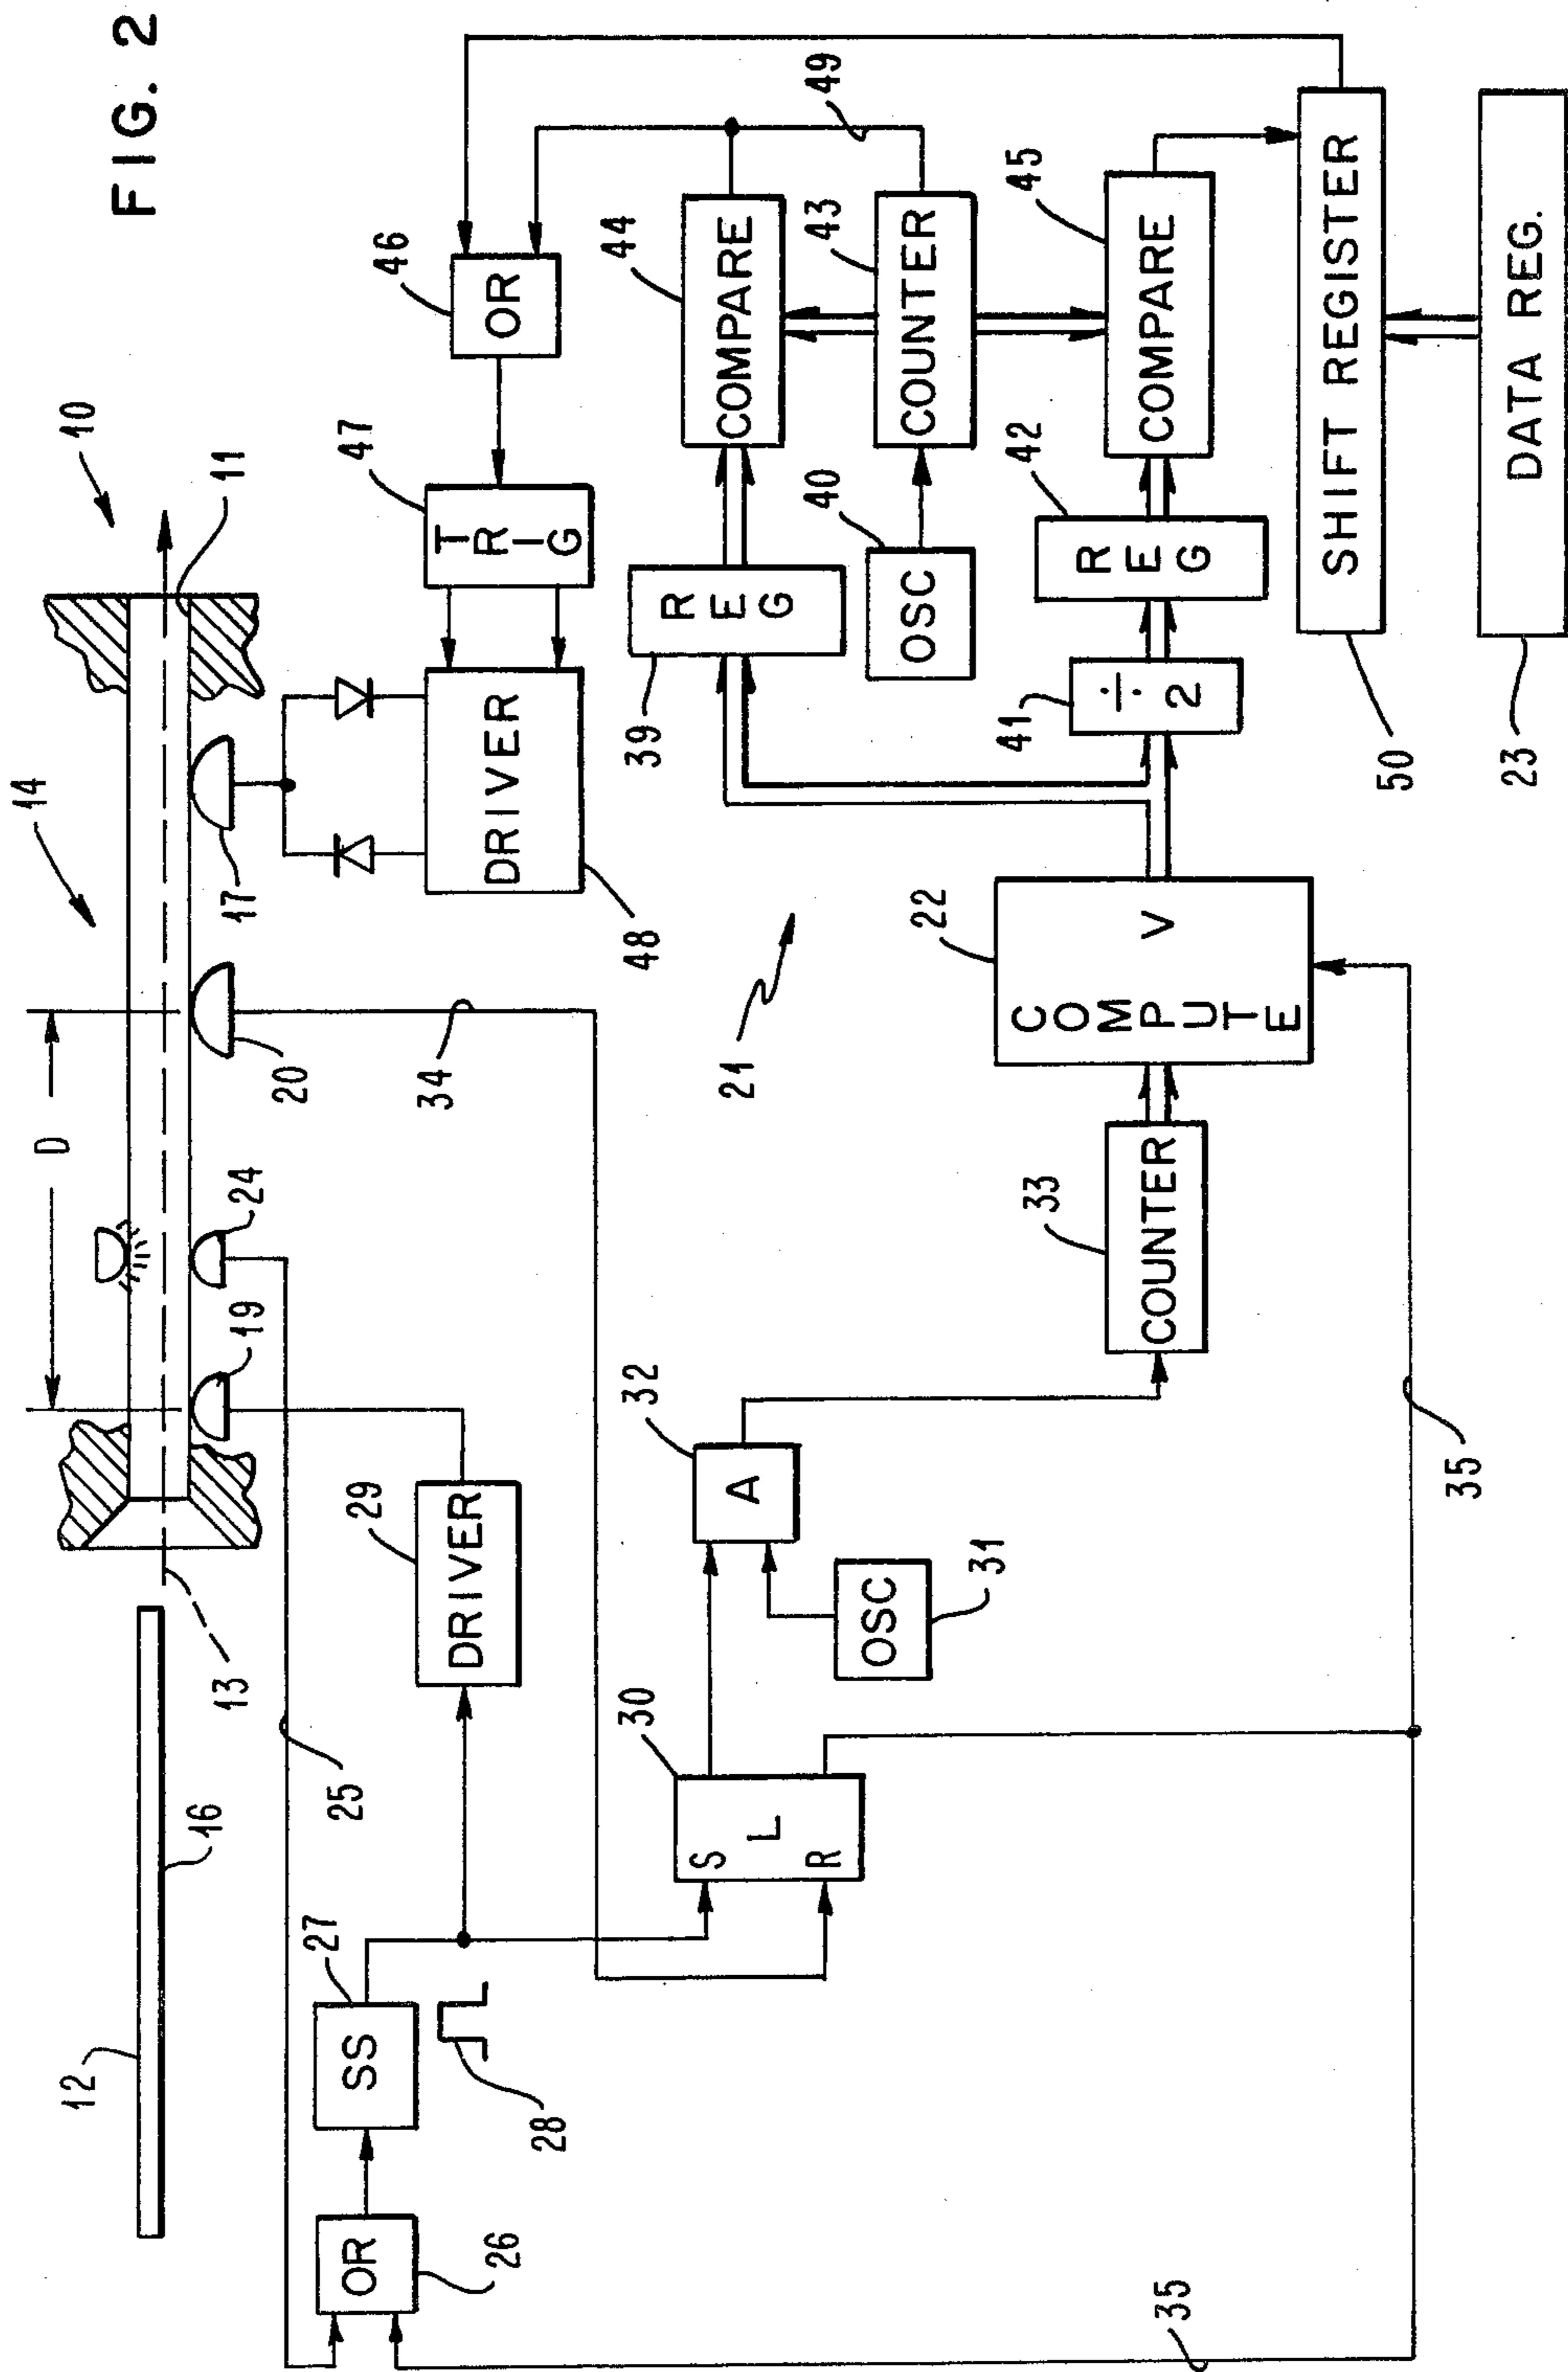 FIG. 2
10
11
14
17
D
20
24
19
13
16
12
46
OR
47
TRIG
DRIVER
48
49
44
COMPARE
43
COUNTER
45
COMPARE
40
OSC
39
REG
42
REG
41
÷ 2
SHIFT REGISTER
50
DATA REG.
23
34
21
22
COMPUTE V
33
COUNTER
35
32
A
31
OSC
29
DRIVER
25
30
S
L
R
27
SS
28
OR
26
35